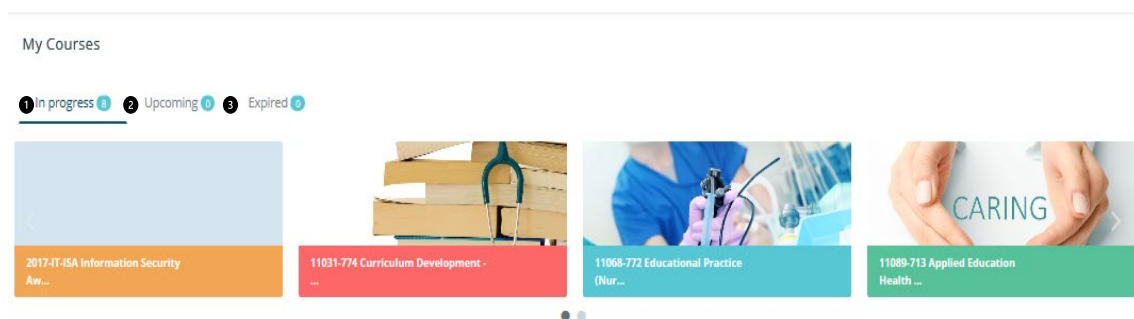 My Courses
1 In progress 8 2 Upcoming 0 3 Expired 0
CARING
2017-IT-ISA Information Security
Aw...
11031-774 Curriculum Development -
...
11068-772 Educational Practice
(Nur...
11089-713 Applied Education
Health ...